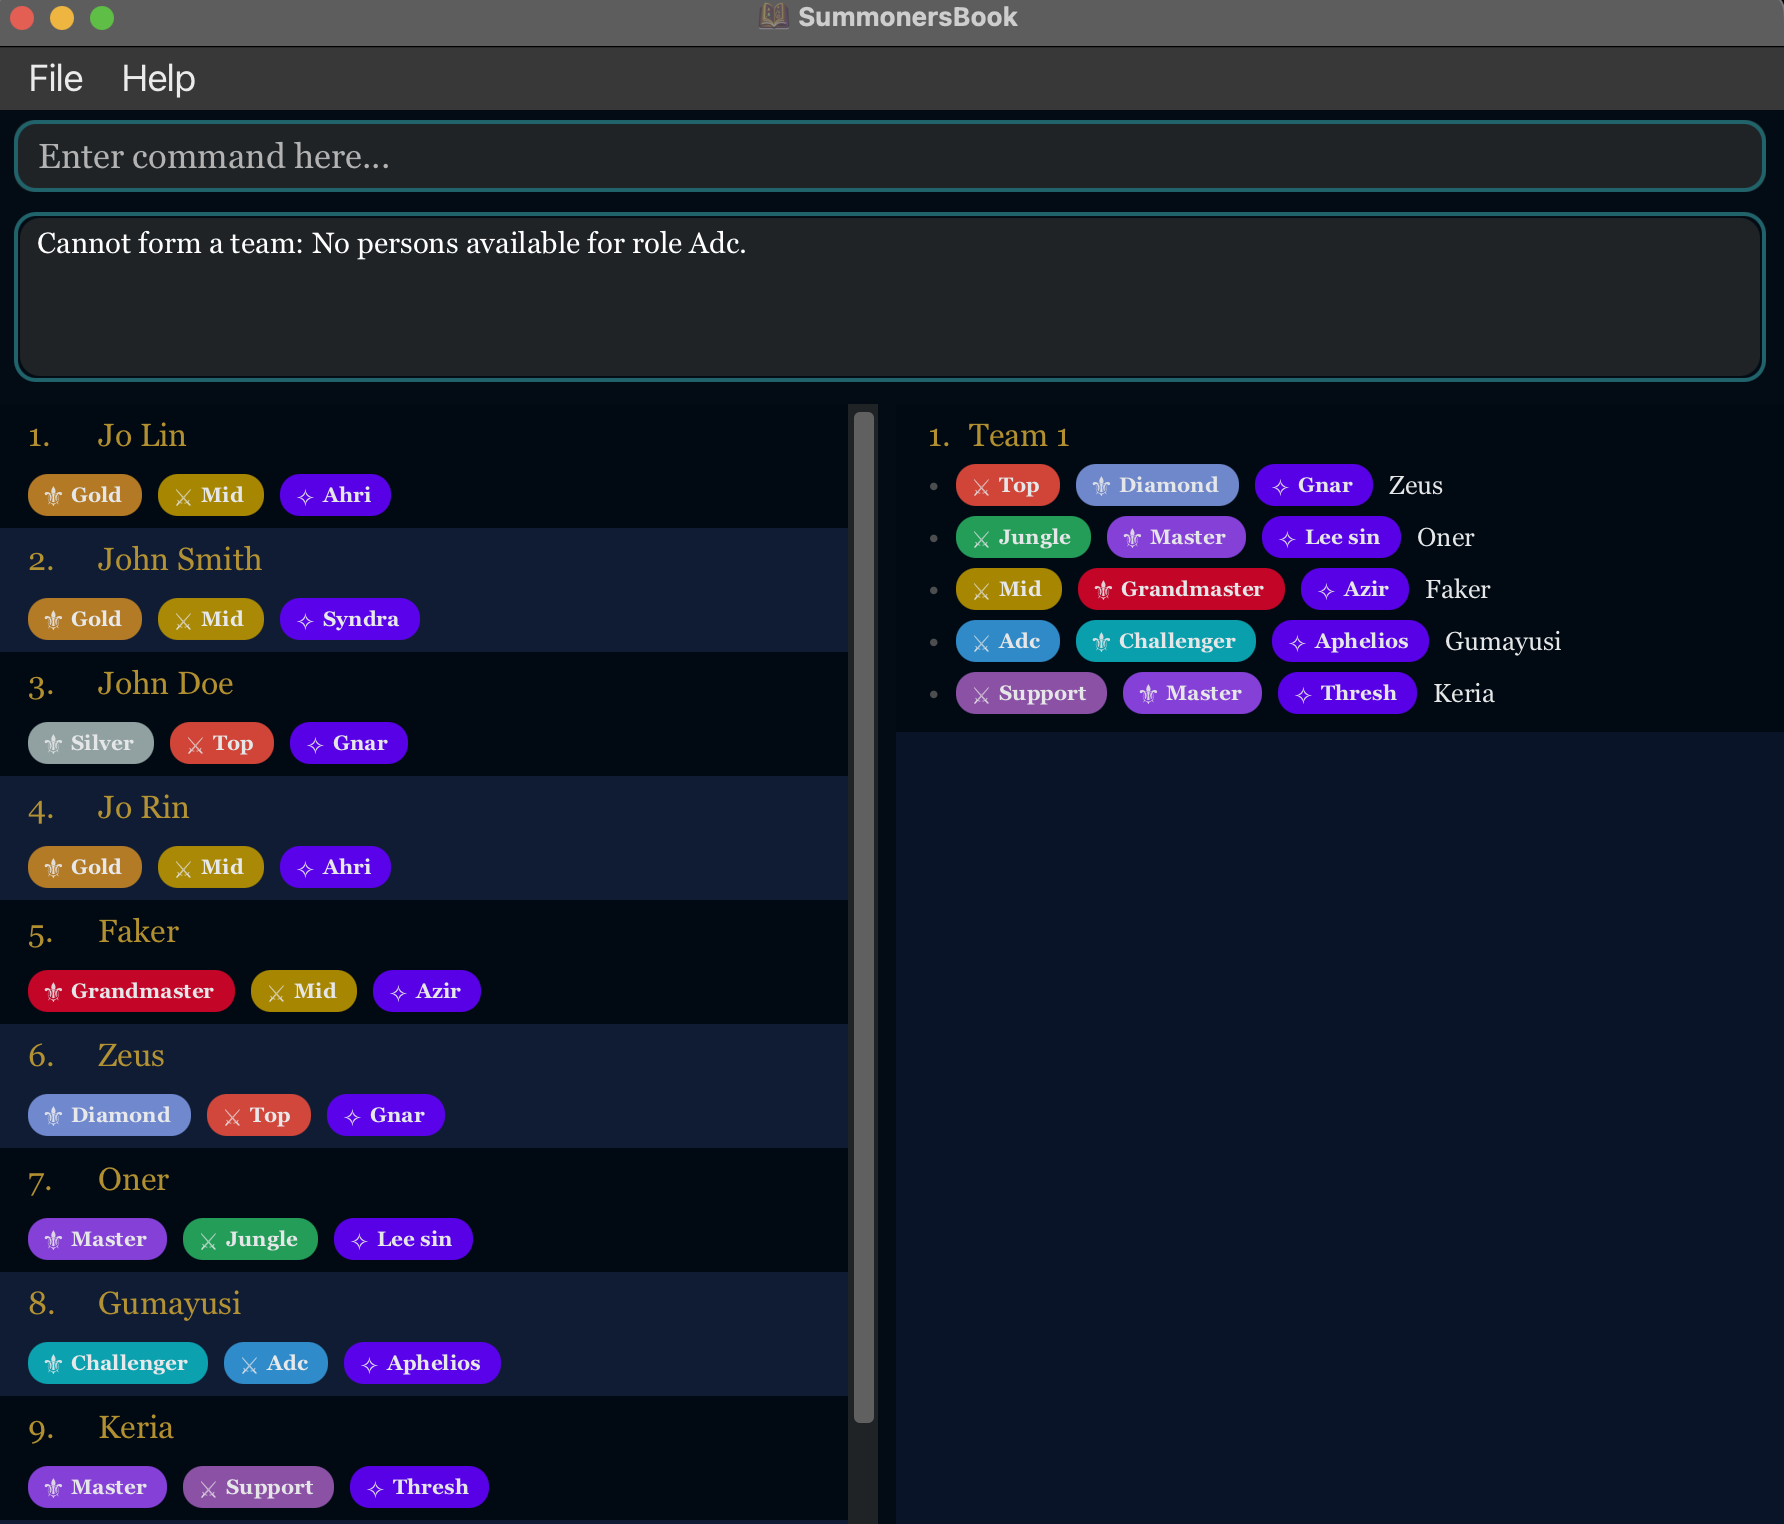 SummonersBook
File Help
Enter command here...
Cannot form a team: No persons available for role Adc.
1. Jo Lin
Gold Mid Ahri
2. John Smith
Gold Mid Syndra
3. John Doe
Silver Top Gnar
4. Jo Rin
Gold Mid Ahri
5. Faker
Grandmaster Mid Azir
6. Zeus
Diamond Top Gnar
7. Oner
Master Jungle Lee sin
8. Gumayusi
Challenger Adc Aphelios
9. Keria
Master Support Thresh
1. Team 1
Top Diamond Gnar Zeus
Jungle Master Lee sin Oner
Mid Grandmaster Azir Faker
Adc Challenger Aphelios Gumayusi
Support Master Thresh Keria